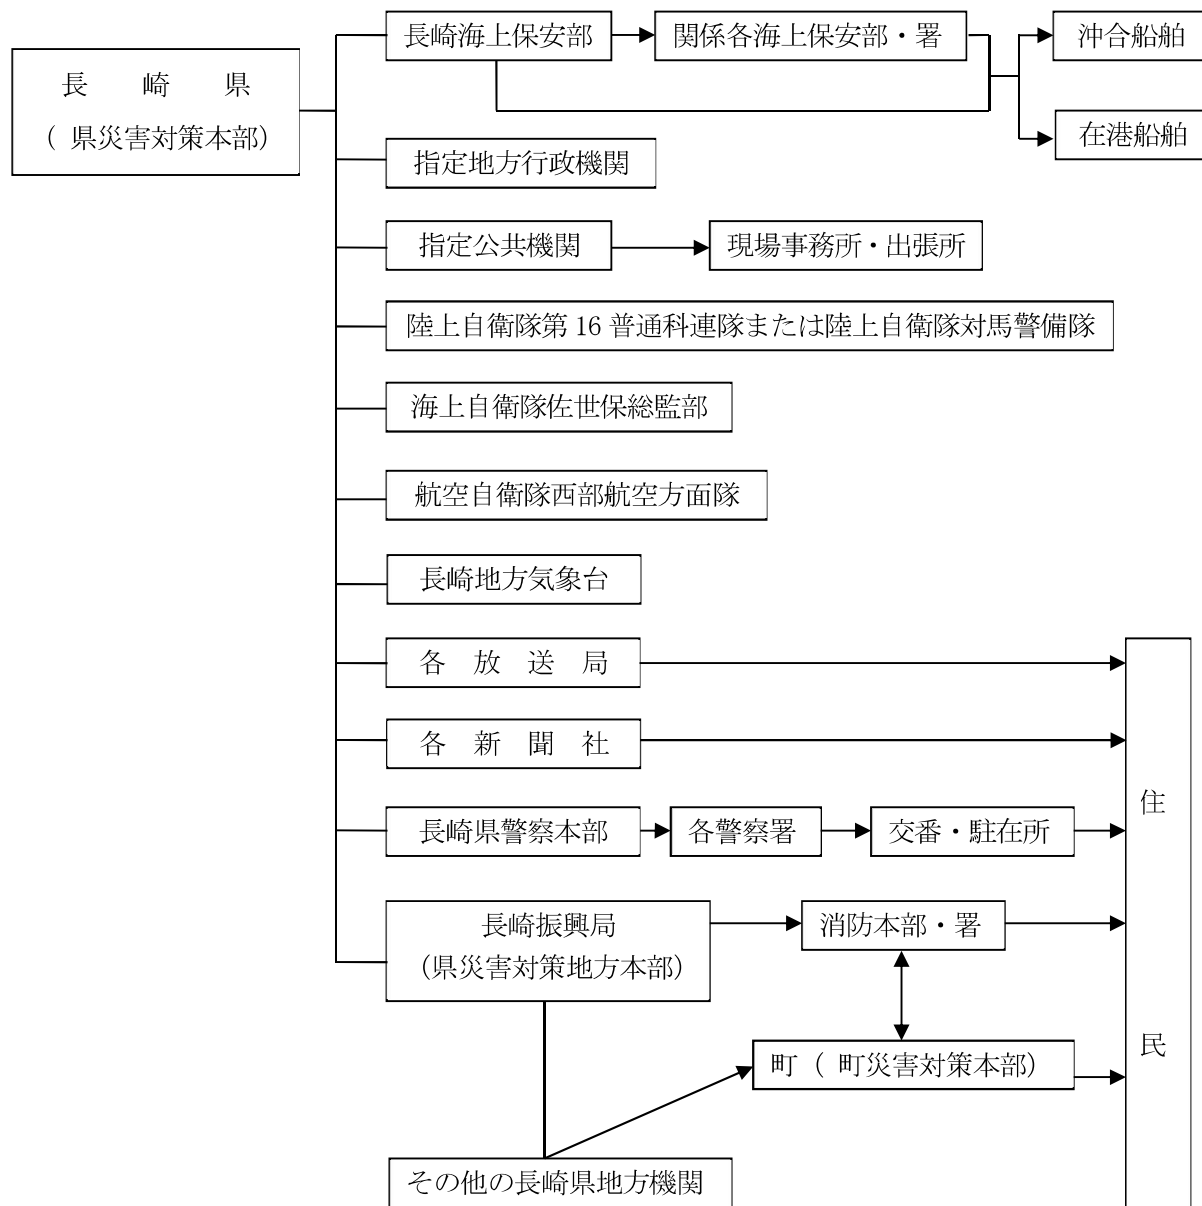 長崎県
（県災害対策本部）
長崎海上保安部
関係各海上保安部・署
沖合船舶
在港船舶
指定地方行政機関
指定公共機関
現場事務所・出張所
陸上自衛隊第 16 普通科連隊または陸上自衛隊対馬警備隊
海上自衛隊佐世保総監部
航空自衛隊西部航空方面隊
長崎地方気象台
各放送局
各新聞社
長崎県警察本部
各警察署
交番・駐在所
長崎振興局
（県災害対策地方本部）
消防本部・署
町（町災害対策本部）
その他の長崎県地方機関
住民